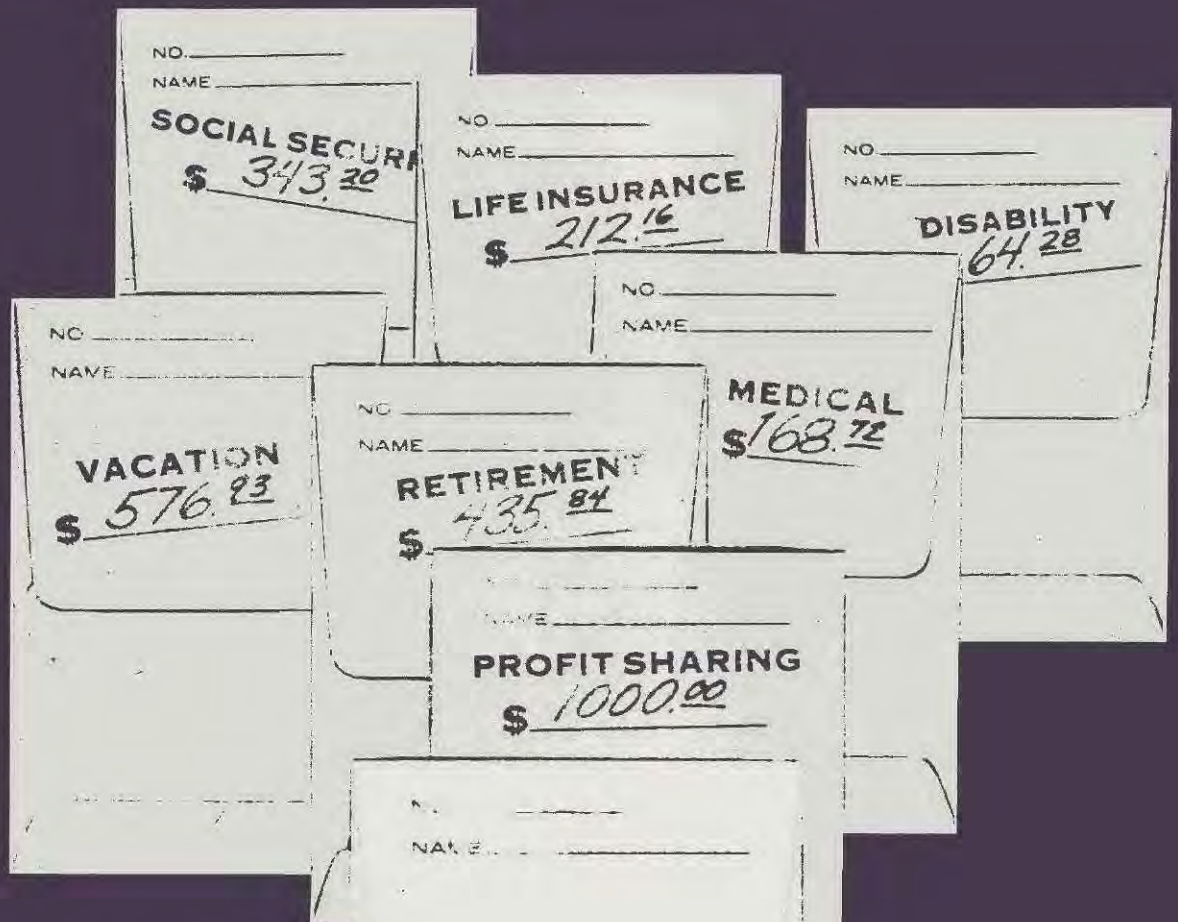 NO.
NAME
SOCIAL SECURI
$ 343.20
NO.
NAME
LIFE INSURANCE
$ 212.16
NO.
NAME
DISABILITY
64.28
NO.
NAME
VACATION
$ 576.93
NO.
NAME
RETIREMENT
$ 435.84
NO.
NAME
MEDICAL
$ 168.72
NAME
PROFIT SHARING
$ 1000.00
NAME